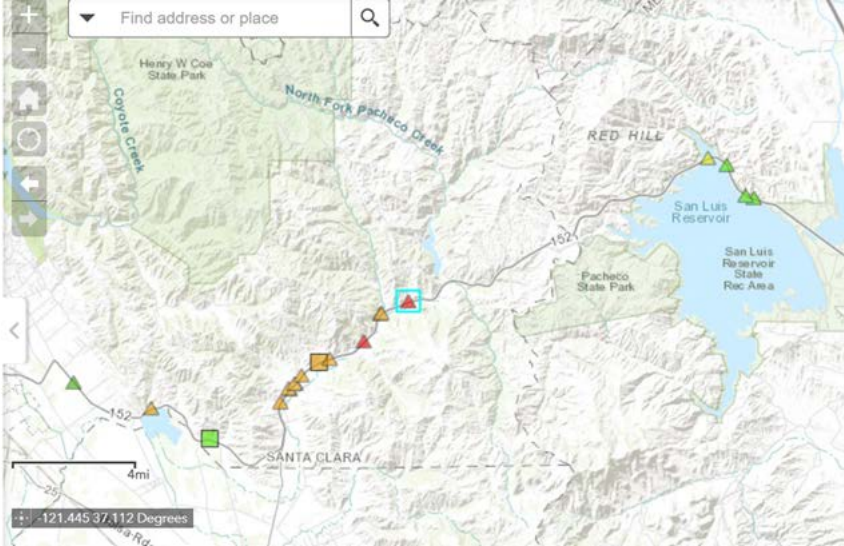 Find address or place
Henry W Coe
State Park
Coyote Creek
North Fork Pacheco Creek
RED HILL
San Luis
Reservoir
152
San Luis
Reservoir
State
Rec Area
Pacheco
State Park
152
SANTA CLARA
4mi
25
-121.445 37.112 Degrees